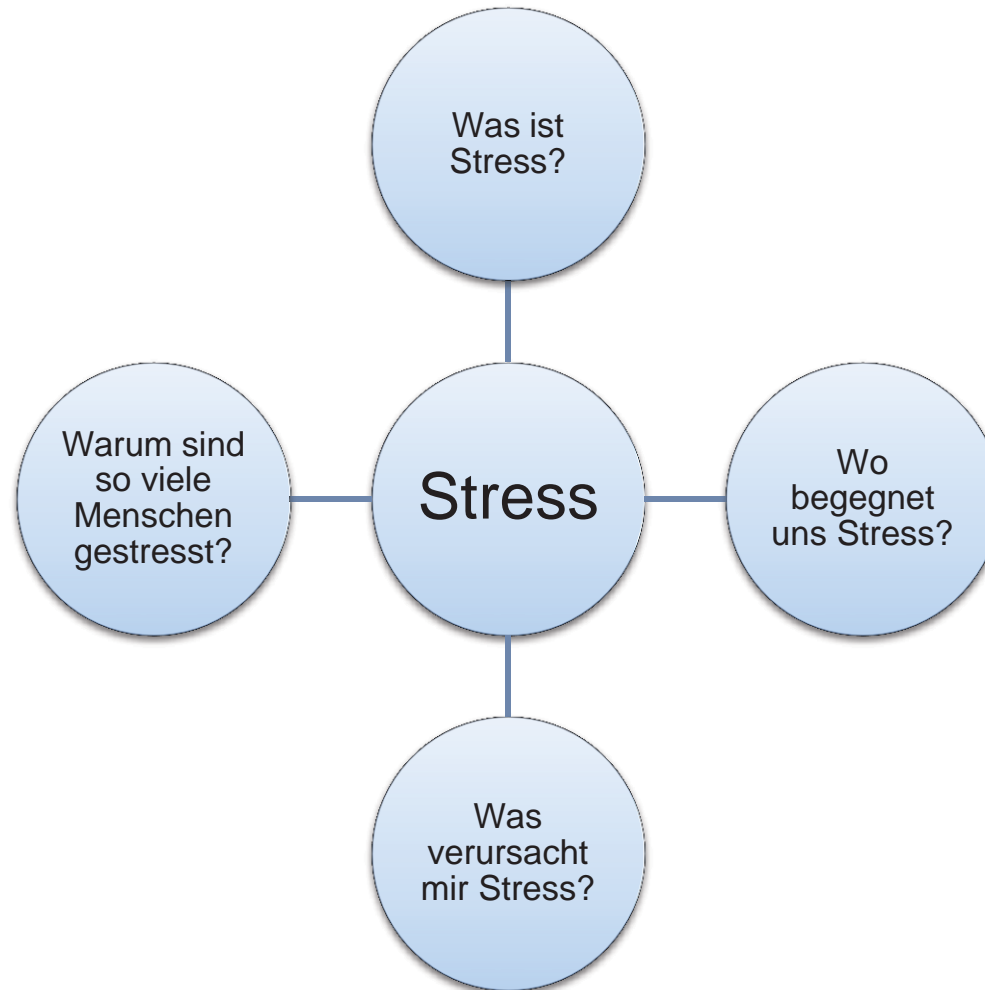 Was ist
Stress?
Warum sind
so viele
Menschen
gestresst?
Stress
Wo
begegnet
uns Stress?
Was
verursacht
mir Stress?